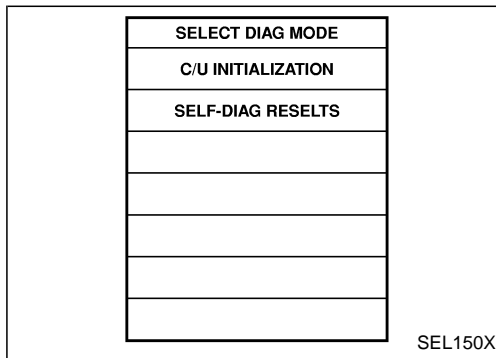 SELECT DIAG MODE
C/U INITIALIZATION
SELF-DIAG RESELTS
SEL150X